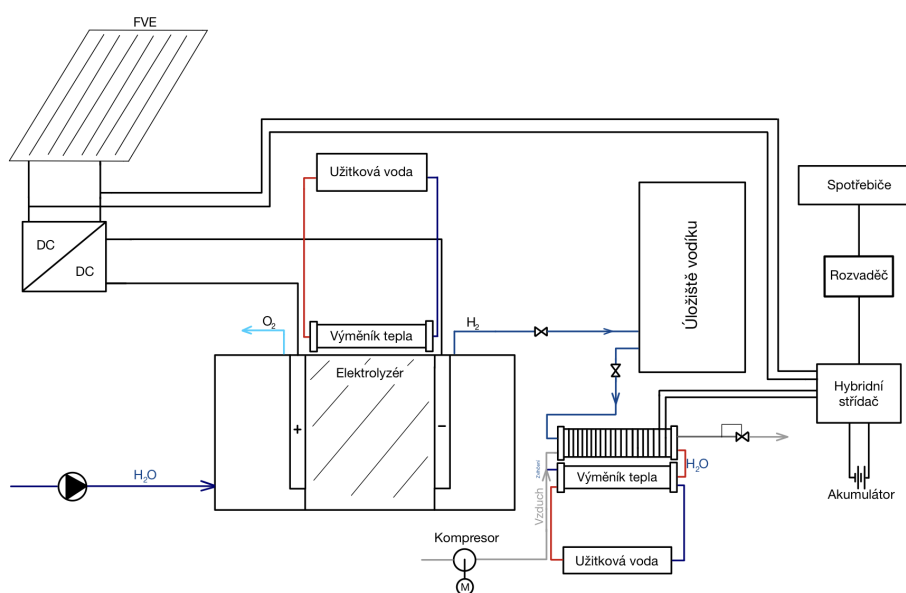 FVE
Užitková voda
Spotřebiče
DC
DC
Úložiště vodíku
Rozvaděč
O2
H2
Výměník tepla
Elektrolyzér
+
−
Hybridní
střídač
H2O
H2O
Výměník tepla
Vzduch
Akumulátor
Kompresor
Užitková voda
M